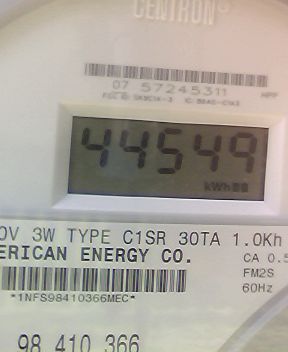 CENTRON®
07 57245311
44549
kWh
0V 3W TYPE C1SR 30TA 1.0Kh
ERICAN ENERGY CO.
CA 0.5
*1NFS98410366MEC*
FM2S
60Hz
98 410 366